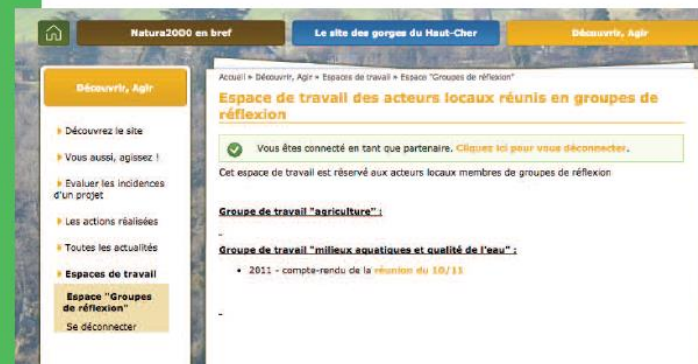 Natura2000 en bref
Le site des gorges du Haut-Cher
Découvrir, Agir
Découvrir, Agir
Découvrez le site
Vous aussi, agissez !
Evaluer les incidences
d'un projet
Les actions réalisées
Toutes les actualités
Espaces de travail
Espace "Groupes
de réflexion"
Se déconnecter
Accueil » Découvrir, Agir » Espaces de travail » Espace "Groupes de réflexion"
Espace de travail des acteurs locaux réunis en groupes de
réflexion
Vous êtes connecté en tant que partenaire. Cliquez ici pour vous déconnecter.
Cet espace de travail est réservé aux acteurs locaux membres de groupes de réflexion
Groupe de travail "agriculture" :
-
Groupe de travail "milieux aquatiques et qualité de l'eau" :
• 2011 - compte-rendu de la réunion du 10/11
-